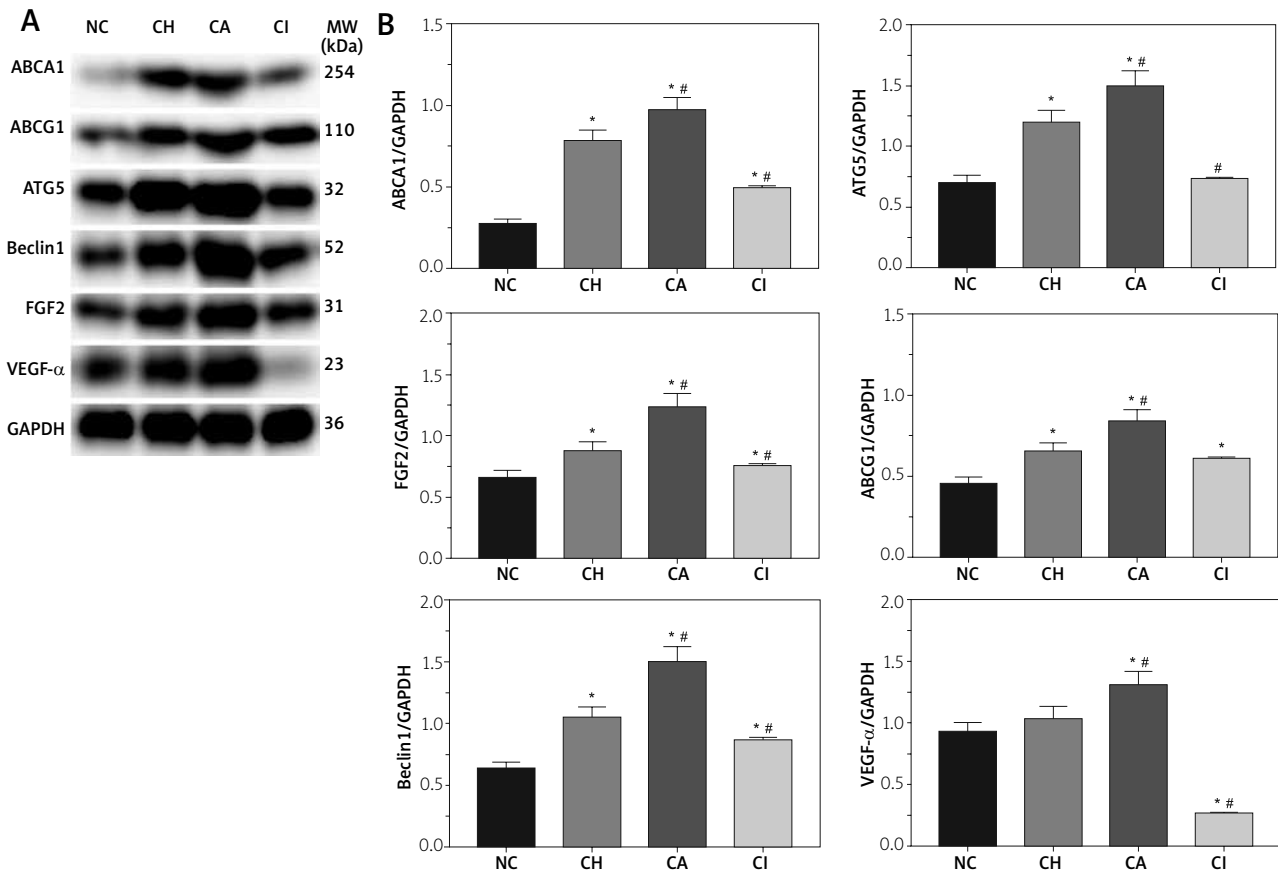 A
NC CH CA CI MW
(kDa)
ABCA1 254
ABCG1 110
ATG5 32
Beclin1 52
FGF2 31
VEGF-α 23
GAPDH 36
B
ABCA1/GAPDH
1.5
1.0
0.5
0.0
* * # * #
NC CH CA CI
ATG5/GAPDH
2.0
1.5
1.0
0.5
0.0
* * # #
NC CH CA CI
FGF2/GAPDH
2.0
1.5
1.0
0.5
0.0
* * # * #
NC CH CA CI
ABCG1/GAPDH
1.5
1.0
0.5
0.0
* * # *
NC CH CA CI
Beclin1/GAPDH
2.0
1.5
1.0
0.5
0.0
* * # * #
NC CH CA CI
VEGF-α/GAPDH
2.0
1.5
1.0
0.5
0.0
* # * #
NC CH CA CI